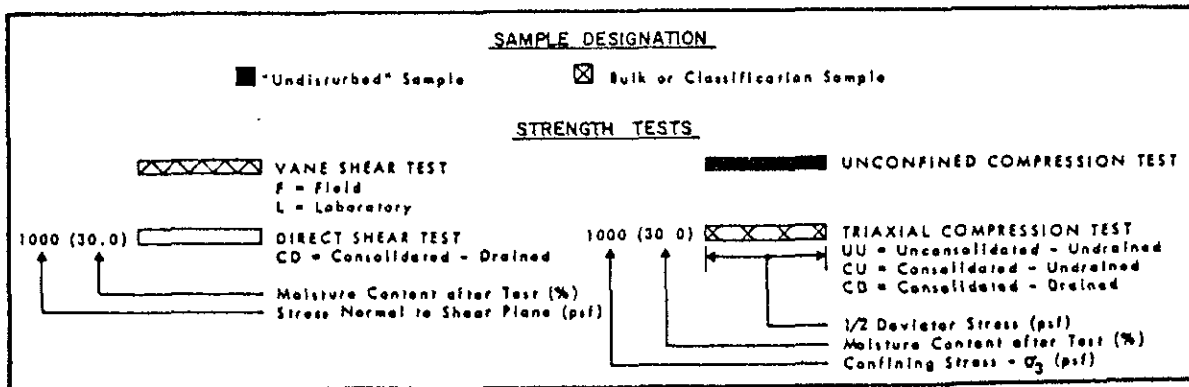 SAMPLE DESIGNATION
"Undisturbed" Sample
Bulk or Classification Sample
STRENGTH TESTS
VANE SHEAR TEST
F = Field
L = Laboratory
UNCONFINED COMPRESSION TEST
1000 (30.0)
DIRECT SHEAR TEST
CD = Consolidated - Drained
Moisture Content after Test (%)
Stress Normal to Shear Plane (psf)
1000 (30 0)
TRIAXIAL COMPRESSION TEST
UU = Unconsolidated - Undrained
CU = Consolidated - Undrained
CD = Consolidated - Drained
1/2 Deviator Stress (psf)
Moisture Content after Test (%)
Confining Stress - σ3 (psf)